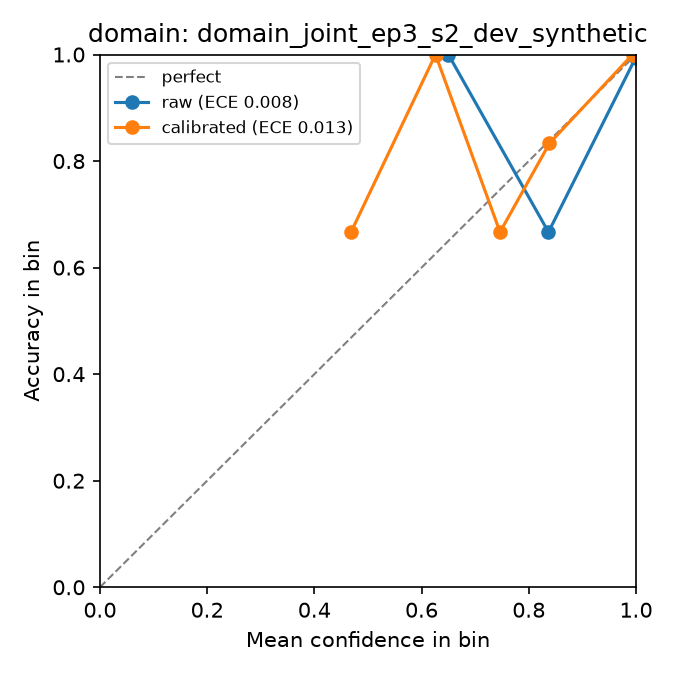 domain: domain_joint_ep3_s2_dev_synthetic
perfect
raw (ECE 0.008)
calibrated (ECE 0.013)
1.0
0.8
0.6
0.4
0.2
0.0
Accuracy in bin
0.0 0.2 0.4 0.6 0.8 1.0
Mean confidence in bin